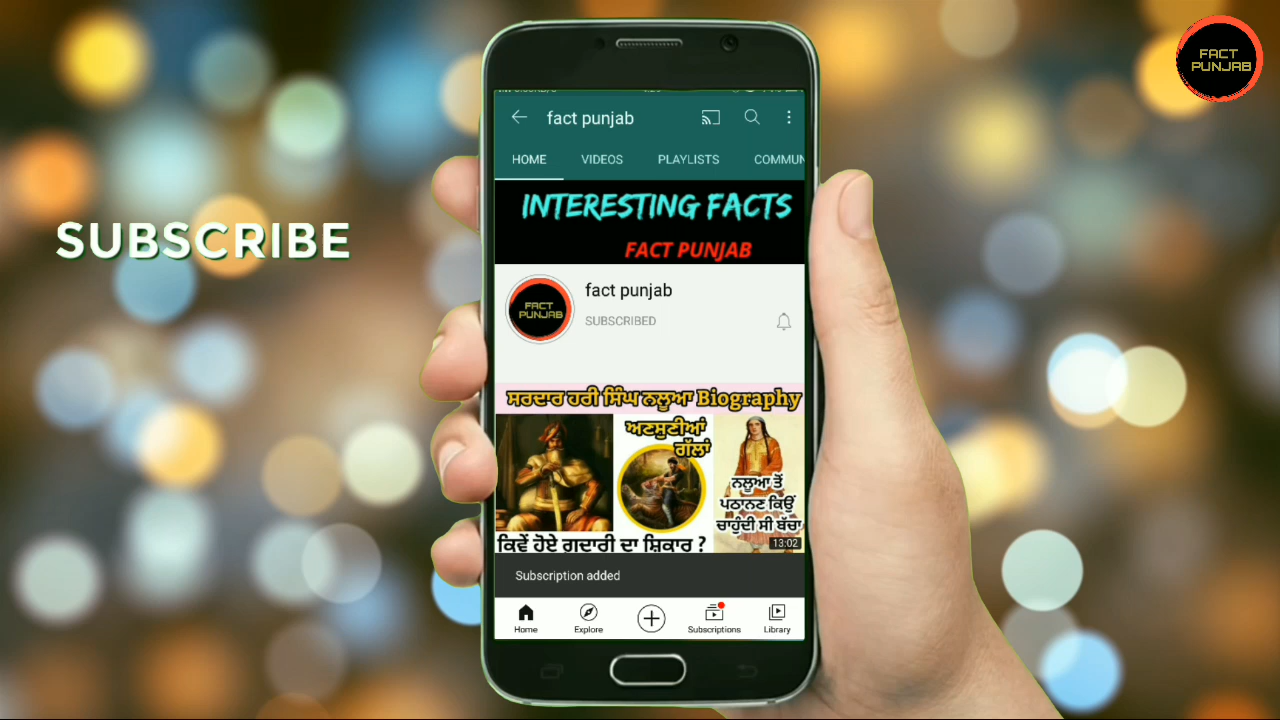 FACT
PUNJAB
SUBSCRIBE
fact punjab
HOME VIDEOS PLAYLISTS COMMUN
INTERESTING FACTS
FACT PUNJAB
FACT
PUNJAB
fact punjab
SUBSCRIBED
ਸਰਦਾਰ ਹਰੀ ਸਿੰਘ ਨਲੂਆ Biography
ਅਣਸੁਣੀਆਂ
ਗੱਲਾਂ
ਨਲੂਆ ਤੋਂ
ਪਠਾਨਣ ਕਿਉਂ
ਚਾਹੁੰਦੀ ਸੀ ਬੱਚਾ
13:02
ਕਿਵੇਂ ਹੋਏ ਗਦਾਰੀ ਦਾ ਸ਼ਿਕਾਰ ?
Subscription added
Home Explore Subscriptions Library